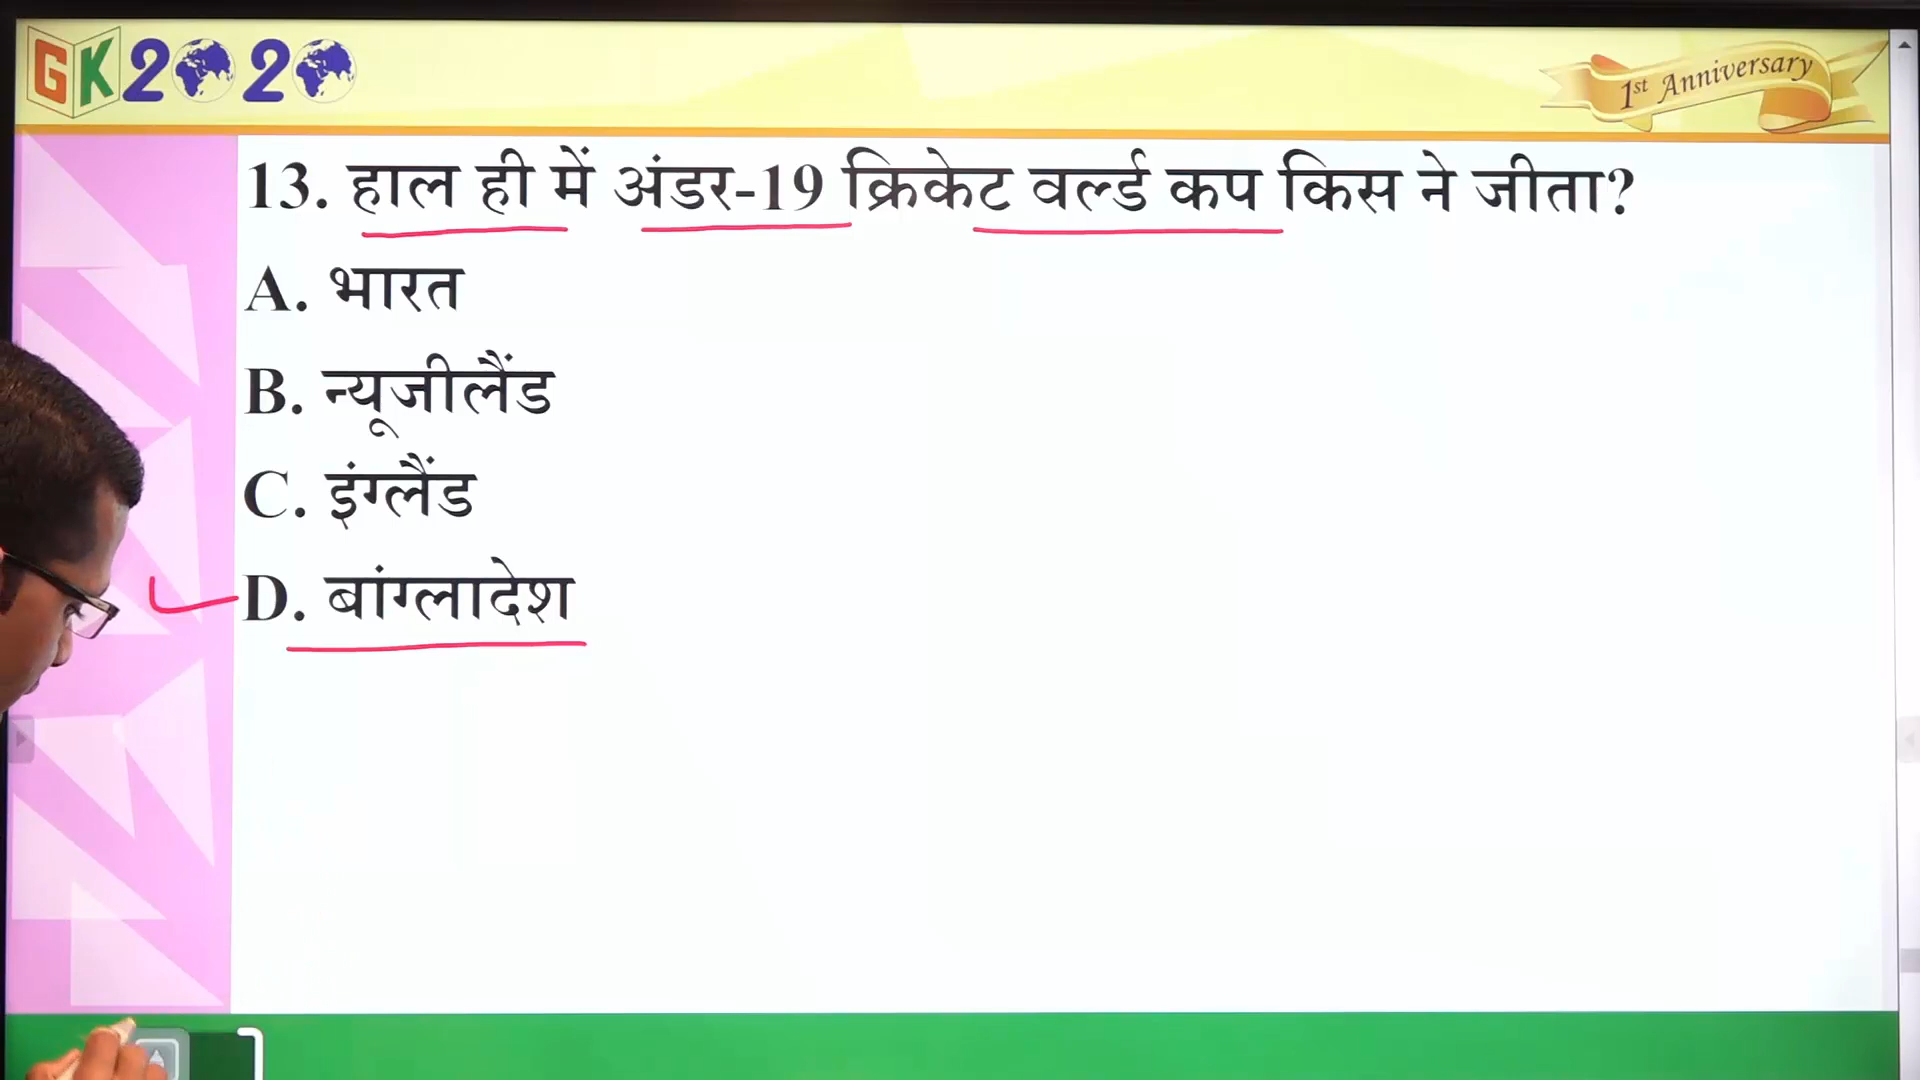 GK2020
1st Anniversary
13. हाल ही में अंडर-19 क्रिकेट वर्ल्ड कप किस ने जीता?
A. भारत
B. न्यूजीलैंड
C. इंग्लैंड
D. बांग्लादेश